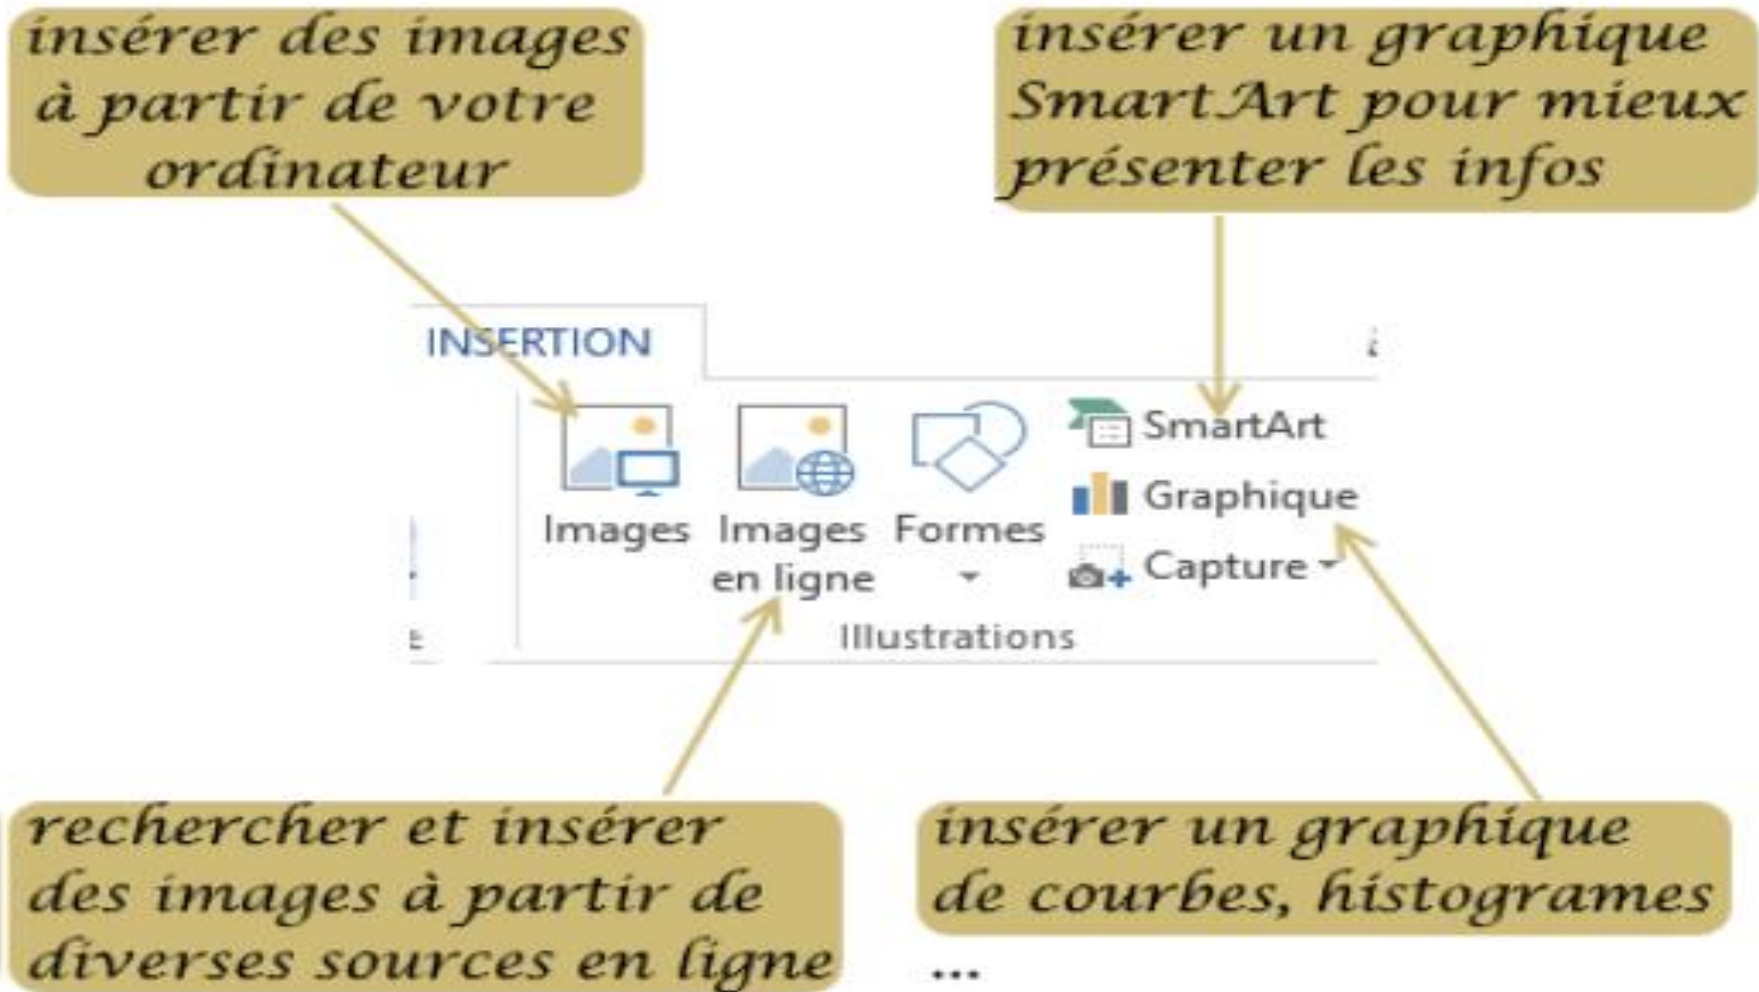 insérer des images
à partir de votre
ordinateur
insérer un graphique
SmartArt pour mieux
présenter les infos
INSERTION
SmartArt
Graphique
Capture
Images
Images
en ligne
Formes
Illustrations
rechercher et insérer
des images à partir de
diverses sources en ligne
insérer un graphique
de courbes, histogrames
...